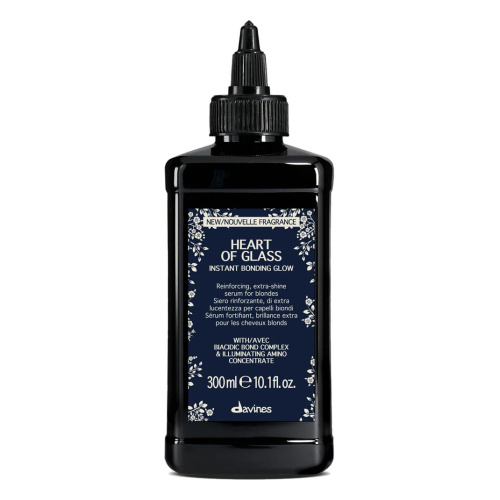 NEW/NOUVELLE FRAGRANCE
HEART
OF GLASS
INSTANT BONDING GLOW
Reinforcing, extra-shine
serum for blondes
Siero rinforzante, di extra
lucentezza per capelli biondi
Sérum fortifiant, brillance extra
pour les cheveux blonds
WITH/AVEC
BIACIDIC BOND COMPLEX
& ILLUMINATING AMINO
CONCENTRATE
300 ml ℮ 10.1 fl. oz.
davines